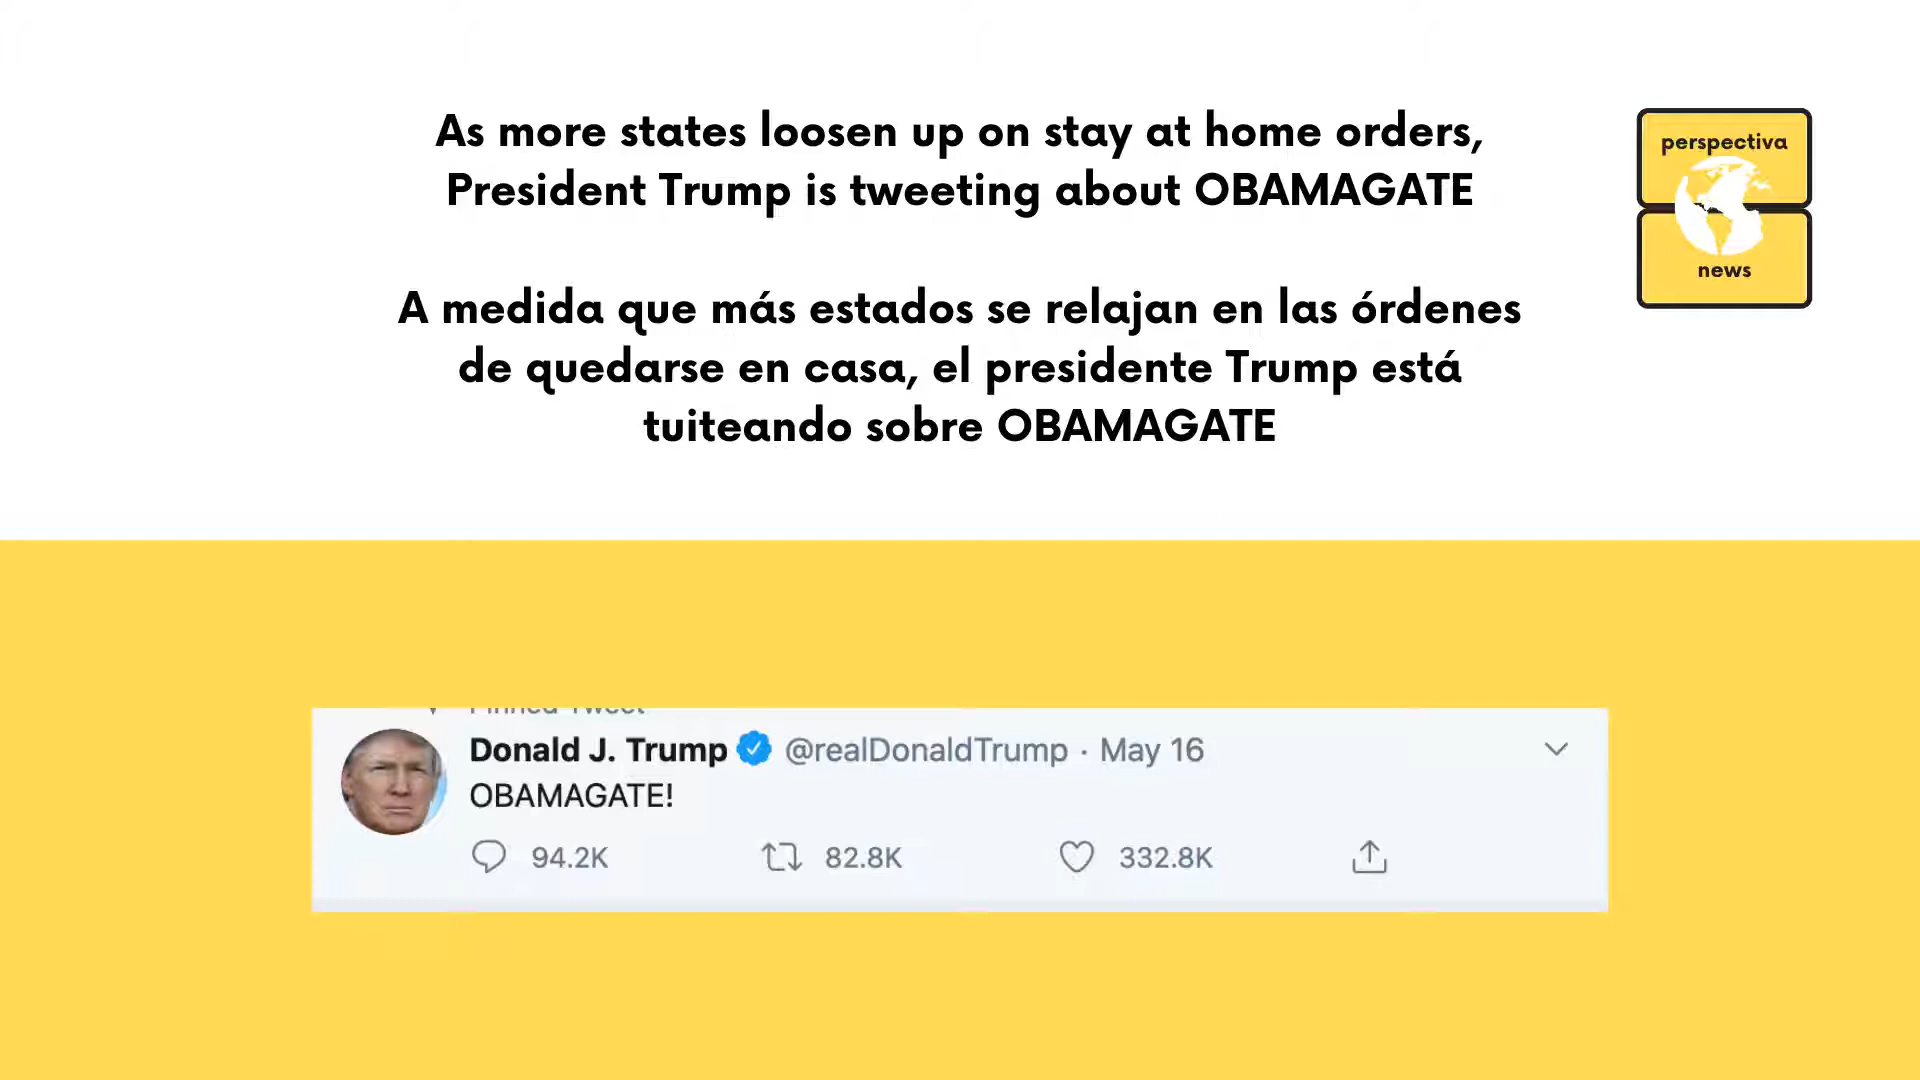 As more states loosen up on stay at home orders,
President Trump is tweeting about OBAMAGATE
A medida que más estados se relajan en las órdenes
de quedarse en casa, el presidente Trump está
tuiteando sobre OBAMAGATE
perspectiva
news
Pinned Tweet
Donald J. Trump @realDonaldTrump · May 16
OBAMAGATE!
94.2K 82.8K 332.8K